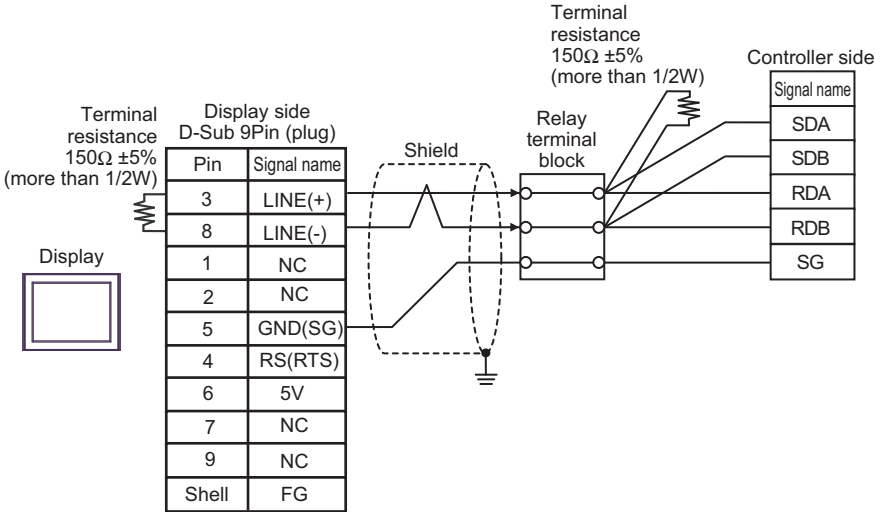 Terminal
resistance
150Ω ±5%
(more than 1/2W)
Controller side
Signal name
SDA
SDB
RDA
RDB
SG
Relay
terminal
block
Shield
Terminal
resistance
150Ω ±5%
(more than 1/2W)
Display side
D-Sub 9Pin (plug)
Pin Signal name
3 LINE(+)
8 LINE(-)
1 NC
2 NC
5 GND(SG)
4 RS(RTS)
6 5V
7 NC
9 NC
Shell FG
Display